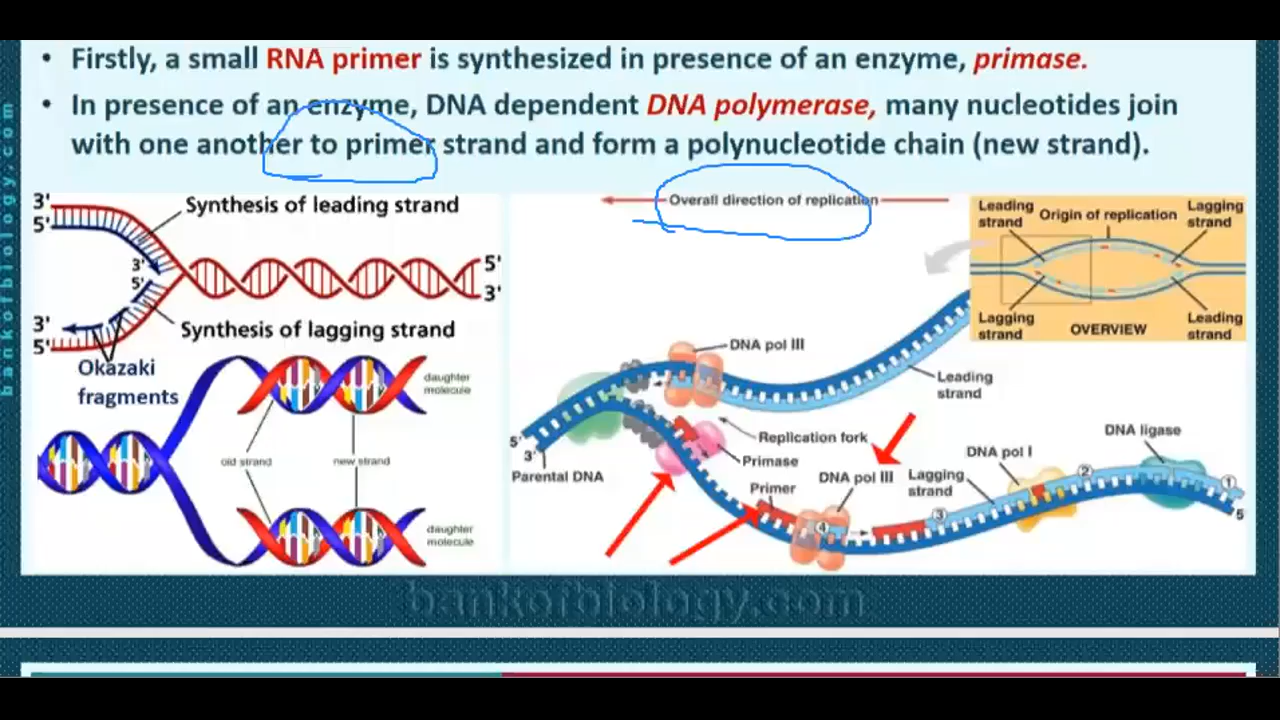 • Firstly, a small RNA primer is synthesized in presence of an enzyme, primase.
• In presence of an enzyme, DNA dependent DNA polymerase, many nucleotides join
with one another to primer strand and form a polynucleotide chain (new strand).
3'
5'
Synthesis of leading strand
3'
5'
5'
3'
3'
5'
Synthesis of lagging strand
Okazaki
fragments
daughter
molecule
old strand
new strand
daughter
molecule
Overall direction of replication
Leading
strand
Origin of replication
Lagging
strand
Lagging
strand
OVERVIEW
Leading
strand
DNA pol III
Leading
strand
5'
3'
Parental DNA
Replication fork
Primase
Primer
DNA pol III
4
Lagging
strand
3
DNA pol I
2
DNA ligase
1
5
bankofbiology.com
bankofbiology.com